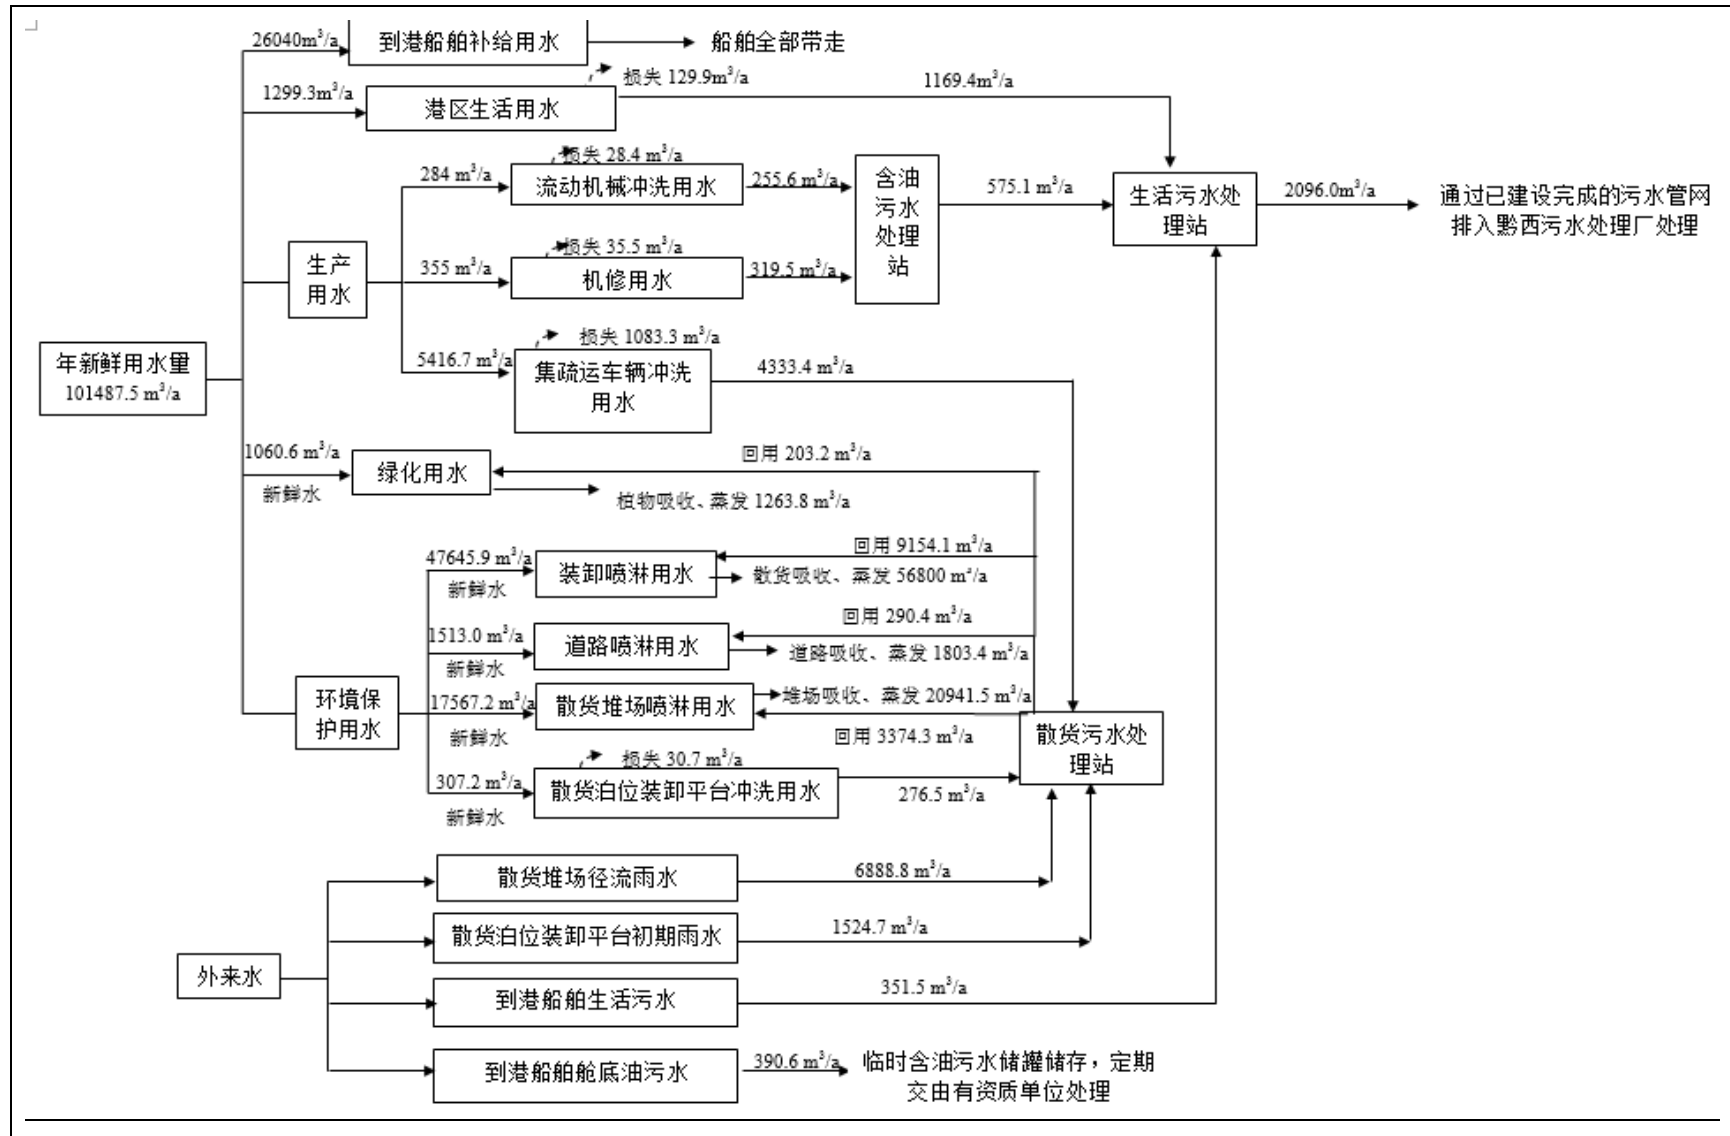 26040m³/a
到港船舶补给用水
船舶全部带走
损失 129.9m³/a
1169.4m³/a
1299.3m³/a
港区生活用水
损失 28.4 m³/a
284 m³/a
流动机械冲洗用水
255.6 m³/a
含油
污水
处理
站
575.1 m³/a
生活污水处
理站
2096.0m³/a
通过已建设完成的污水管网
排入黔西污水处理厂处理
生产
用水
损失 35.5 m³/a
355 m³/a
机修用水
319.5 m³/a
损失 1083.3 m³/a
5416.7 m³/a
集疏运车辆冲洗
用水
4333.4 m³/a
年新鲜用水量
101487.5 m³/a
1060.6 m³/a
新鲜水
绿化用水
回用 203.2 m³/a
植物吸收、蒸发 1263.8 m³/a
47645.9 m³/a
新鲜水
装卸喷淋用水
回用 9154.1 m³/a
散货吸收、蒸发 56800 m³/a
1513.0 m³/a
新鲜水
道路喷淋用水
回用 290.4 m³/a
道路吸收、蒸发 1803.4 m³/a
环境保
护用水
17567.2 m³/a
新鲜水
散货堆场喷淋用水
堆场吸收、蒸发 20941.5 m³/a
回用 3374.3 m³/a
散货污水处
理站
损失 30.7 m³/a
307.2 m³/a
新鲜水
散货泊位装卸平台冲洗用水
276.5 m³/a
散货堆场径流雨水
6888.8 m³/a
散货泊位装卸平台初期雨水
1524.7 m³/a
外来水
到港船舶生活污水
351.5 m³/a
到港船舶舱底油污水
390.6 m³/a
临时含油污水储罐储存，定期
交由有资质单位处理